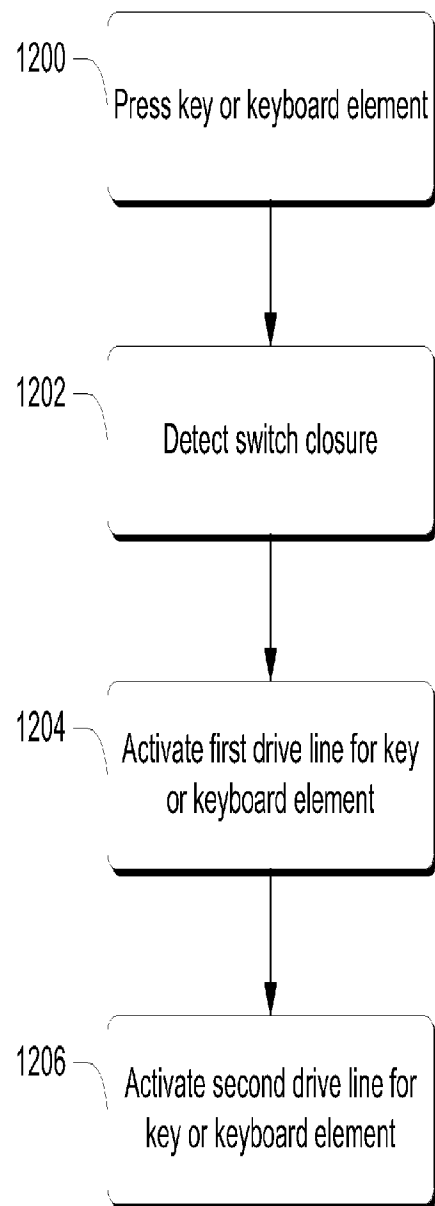 1200
Press key or keyboard element
1202
Detect switch closure
1204
Activate first drive line for key
or keyboard element
1206
Activate second drive line for
key or keyboard element